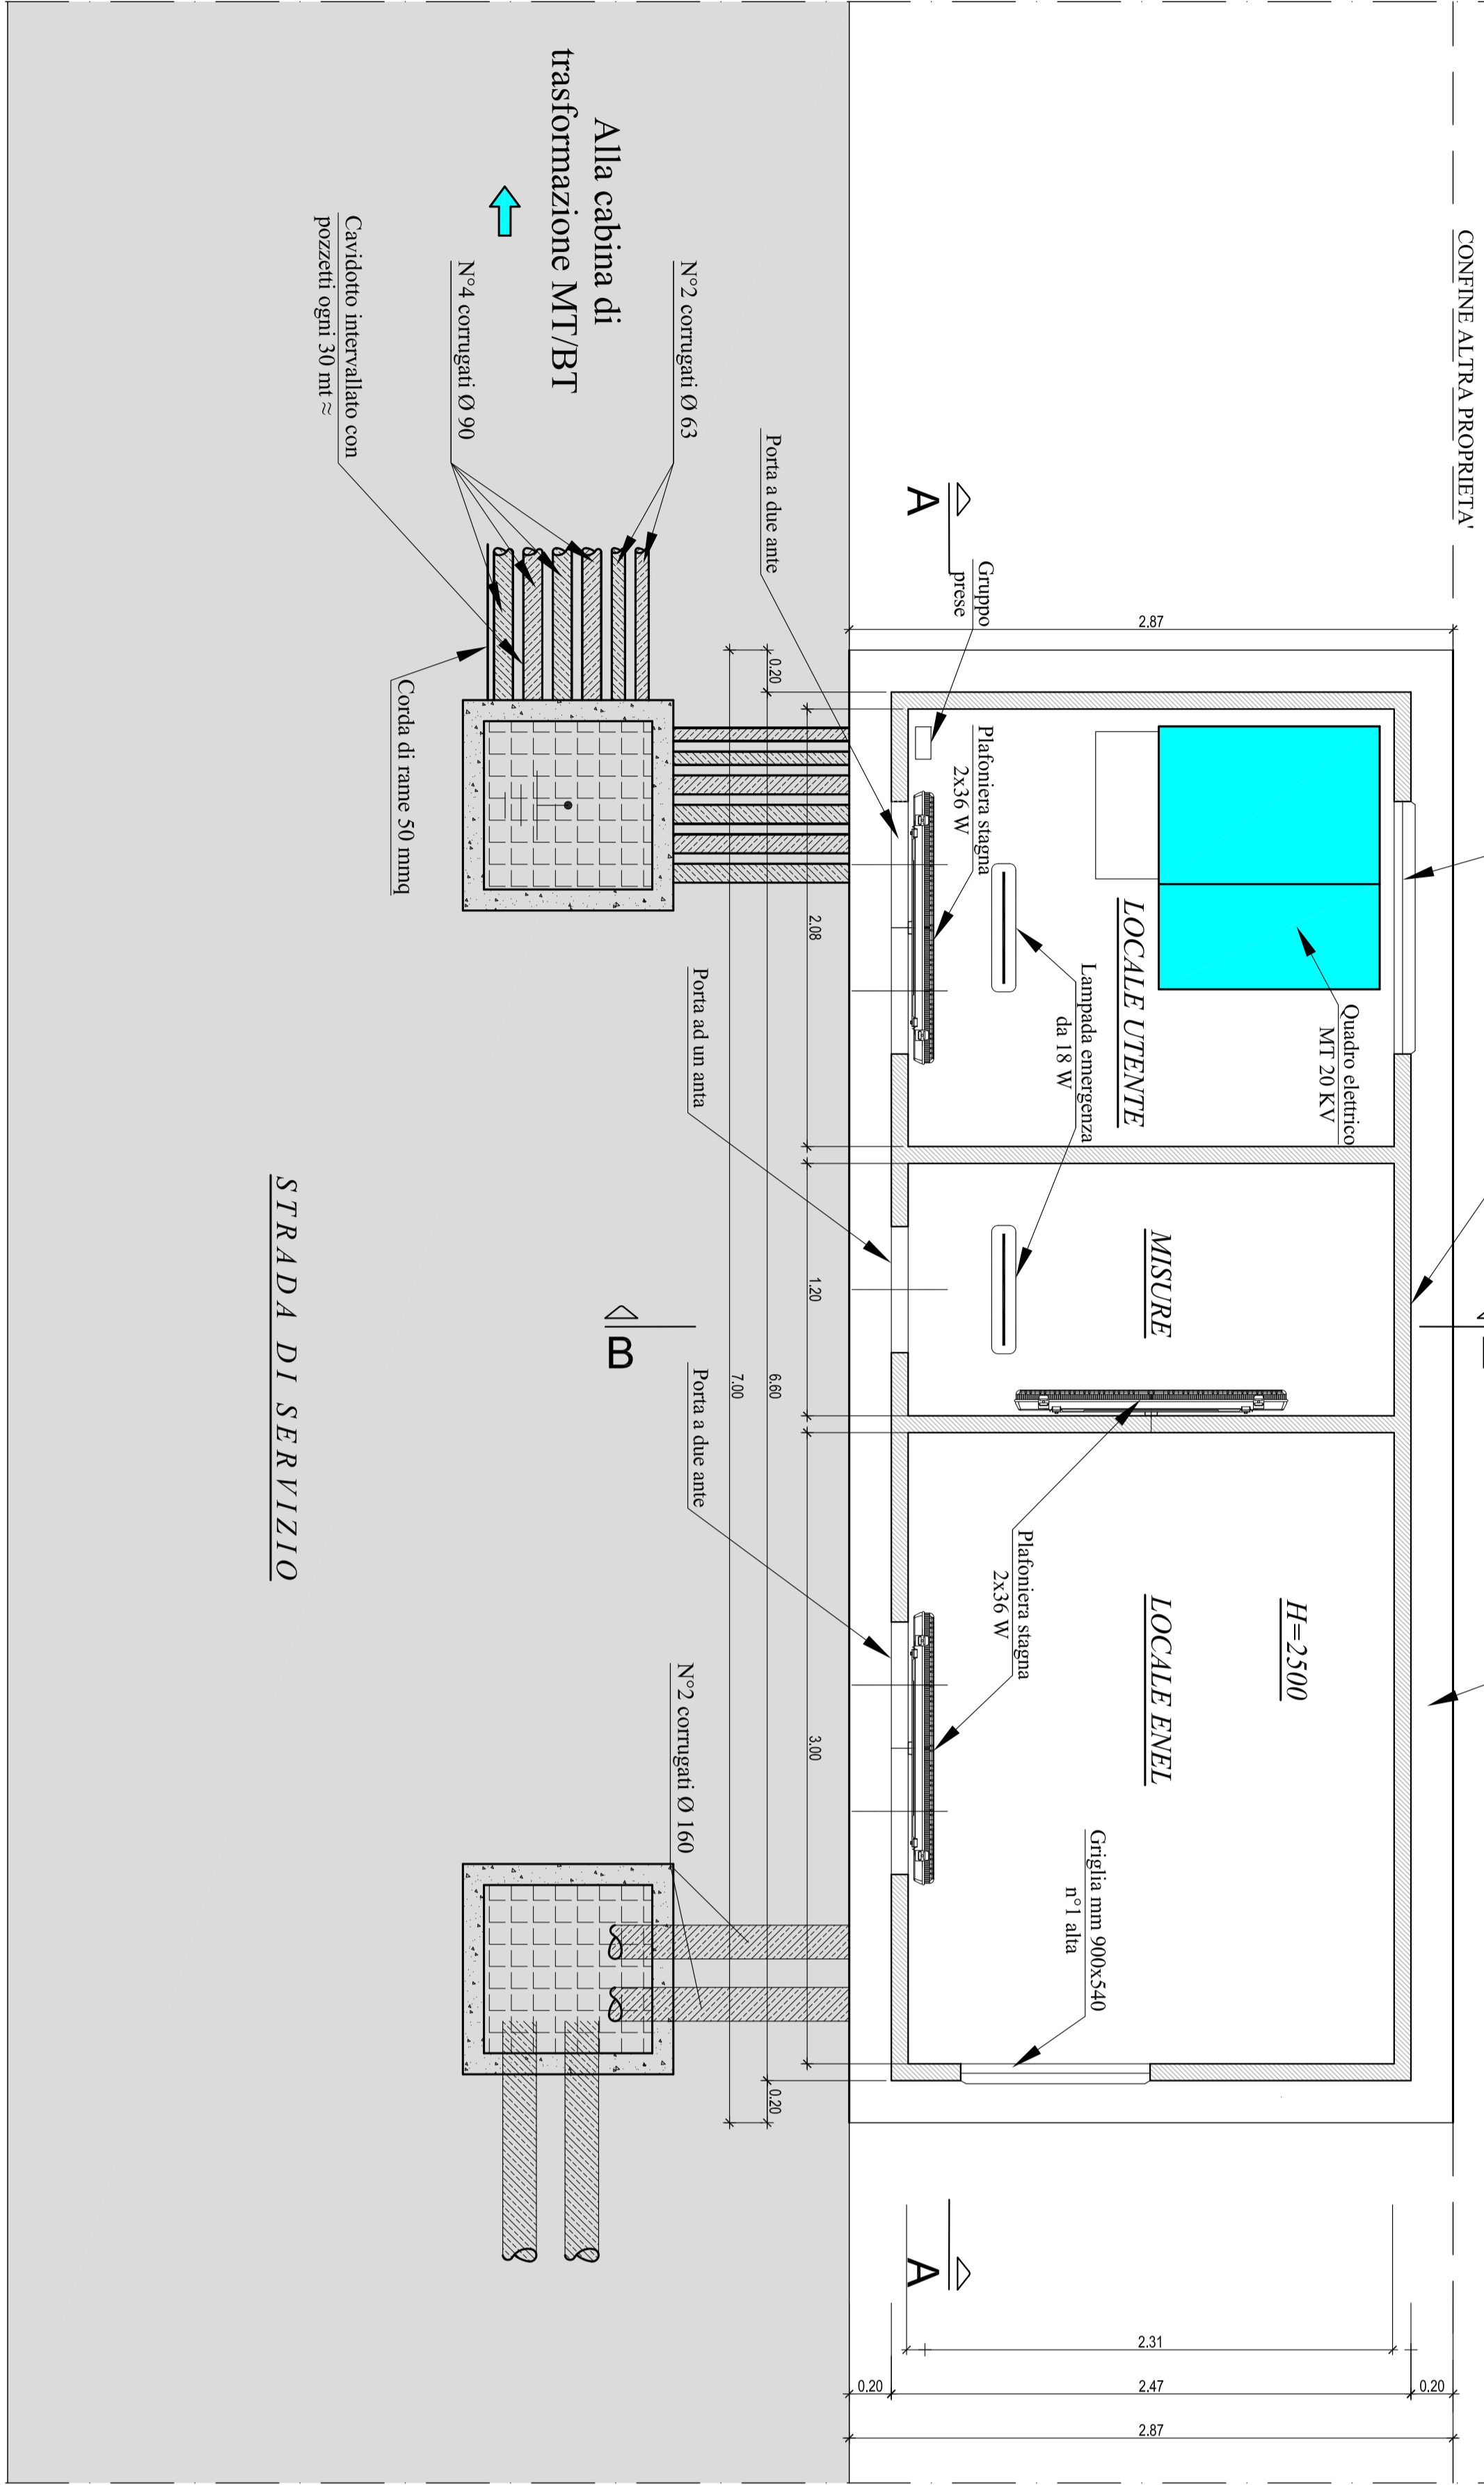 CONFINE ALTRA PROPRIETA'
Alla cabina di
trasformazione MT/BT
N°2 corrugati Ø 63
N°4 corrugati Ø 90
Cavidotto intervallato con
pozzetti ogni 30 mt ≈
Corda di rame 50 mmq
Porta a due ante
A
Gruppo
prese
Plafoniera stagna
2x36 W
Lampada emergenza
da 18 W
LOCALE UTENTE
Quadro elettrico
MT 20 KV
2.87
0.20
2.08
Porta ad un anta
MISURE
1.20
B
6.60
7.00
Porta a due ante
Plafoniera stagna
2x36 W
LOCALE ENEL
H=2500
3.00
N°2 corrugati Ø 160
Griglia mm 900x540
n°1 alta
0.20
STRADA DI SERVIZIO
A
2.31
0.20
2.47
0.20
2.87